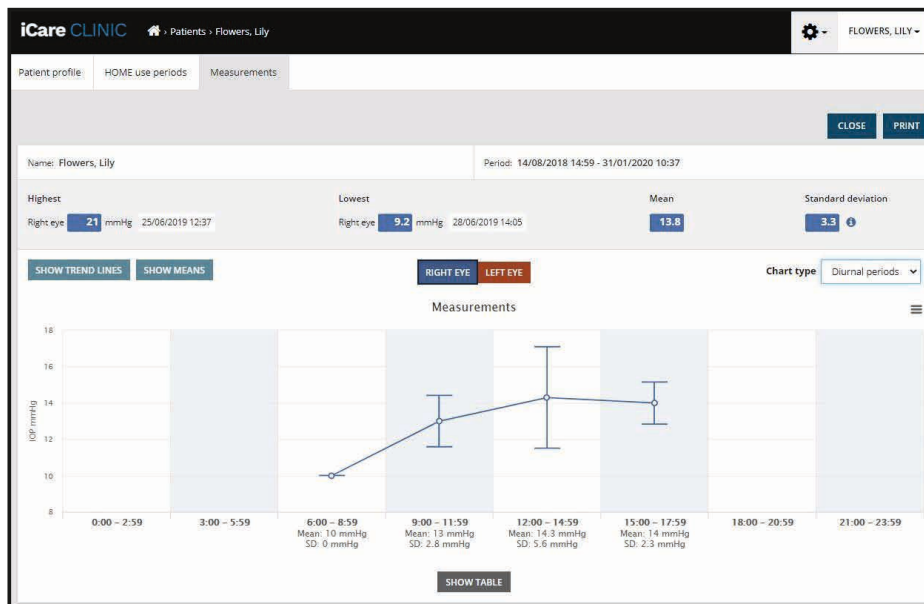 iCare CLINIC › Patients › Flowers, Lily FLOWERS, LILY
Patient profile HOME use periods Measurements
CLOSE PRINT
Name: Flowers, Lily Period: 14/08/2018 14:59 - 31/01/2020 10:37
Highest Lowest Mean Standard deviation
Right eye 21 mmHg 25/06/2019 12:37 Right eye 9.2 mmHg 28/06/2019 14:05 13.8 3.3 i
SHOW TREND LINES SHOW MEANS RIGHT EYE LEFT EYE Chart type Diurnal periods
Measurements
18
16
14
12
10
8
IOP mmHg
0:00 – 2:59 3:00 – 5:59 6:00 – 8:59 9:00 – 11:59 12:00 – 14:59 15:00 – 17:59 18:00 – 20:59 21:00 – 23:59
Mean: 10 mmHg Mean: 13 mmHg Mean: 14.3 mmHg Mean: 14 mmHg
SD: 0 mmHg SD: 2.8 mmHg SD: 5.6 mmHg SD: 2.3 mmHg
SHOW TABLE